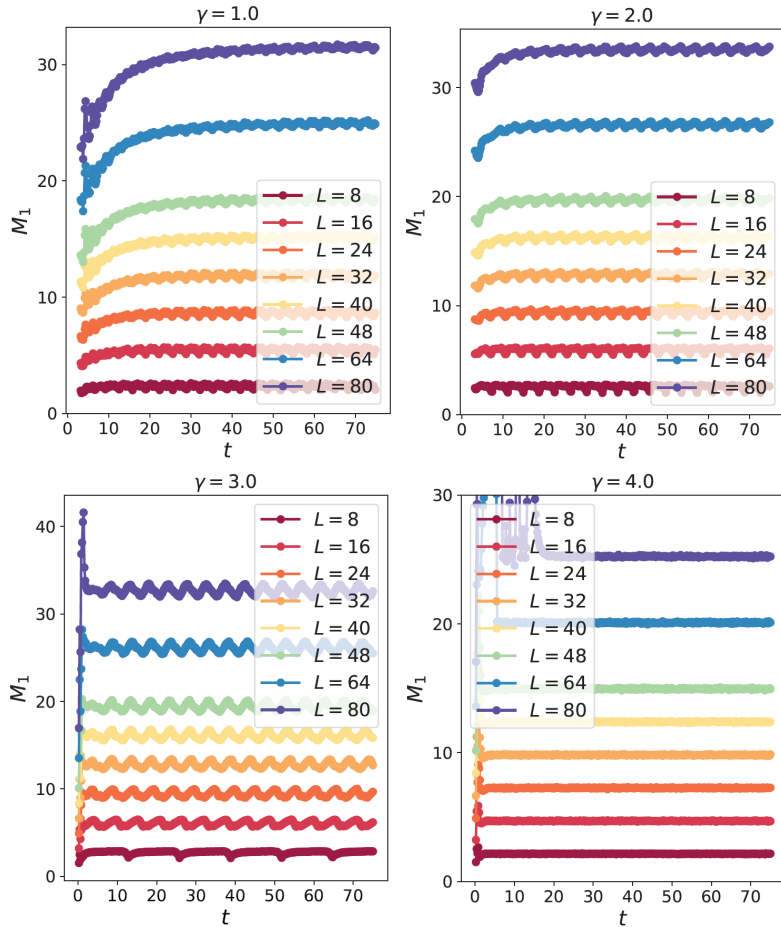 γ = 1.0
M₁
30
20
10
0
0 10 20 30 40 50 60 70
t
L = 8
L = 16
L = 24
L = 32
L = 40
L = 48
L = 64
L = 80
γ = 2.0
M₁
30
20
10
0
0 10 20 30 40 50 60 70
t
L = 8
L = 16
L = 24
L = 32
L = 40
L = 48
L = 64
L = 80
γ = 3.0
M₁
40
30
20
10
0
0 10 20 30 40 50 60 70
t
L = 8
L = 16
L = 24
L = 32
L = 40
L = 48
L = 64
L = 80
γ = 4.0
M₁
30
20
10
0
0 10 20 30 40 50 60 70
t
L = 8
L = 16
L = 24
L = 32
L = 40
L = 48
L = 64
L = 80